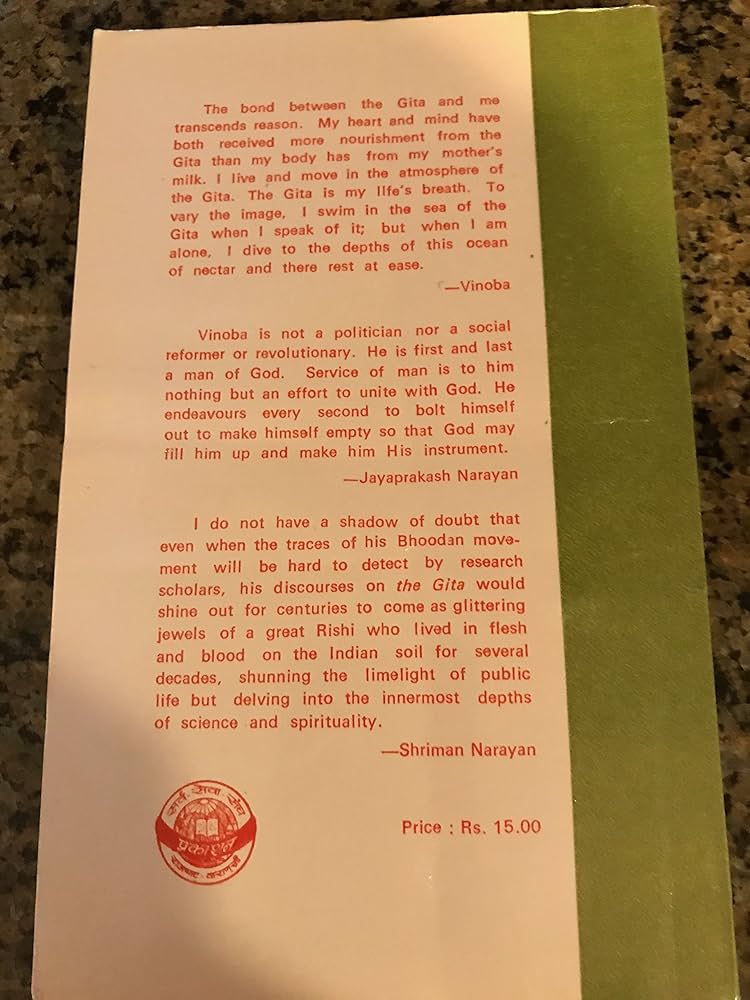 The bond between the Gita and me
transcends reason. My heart and mind have
both received more nourishment from the
Gita than my body has from my mother's
milk. I live and move in the atmosphere of
the Gita. The Gita is my life's breath. To
vary the image, I swim in the sea of the
Gita when I speak of it; but when I am
alone, I dive to the depths of this ocean
of nectar and there rest at ease.
—Vinoba
Vinoba is not a politician nor a social
reformer or revolutionary. He is first and last
a man of God. Service of man is to him
nothing but an effort to unite with God. He
endeavours every second to bolt himself
out to make himself empty so that God may
fill him up and make him His instrument.
—Jayaprakash Narayan
I do not have a shadow of doubt that
even when the traces of his Bhoodan move-
ment will be hard to detect by research
scholars, his discourses on the Gita would
shine out for centuries to come as glittering
jewels of a great Rishi who lived in flesh
and blood on the Indian soil for several
decades, shunning the limelight of public
life but delving into the innermost depths
of science and spirituality.
—Shriman Narayan
सर्व-सेवा-संघ
प्रकाशन
राजघाट-वाराणसी
Price : Rs. 15.00